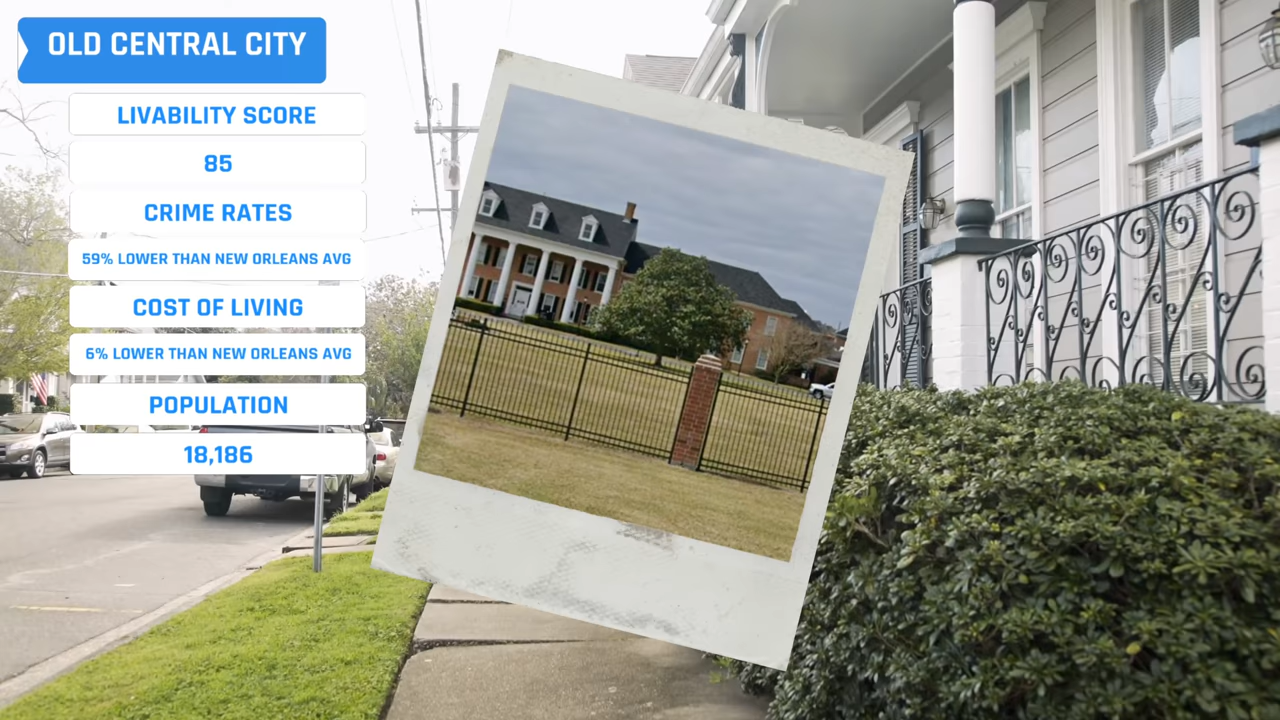 OLD CENTRAL CITY
LIVABILITY SCORE
85
CRIME RATES
59% LOWER THAN NEW ORLEANS AVG
COST OF LIVING
6% LOWER THAN NEW ORLEANS AVG
POPULATION
18,186